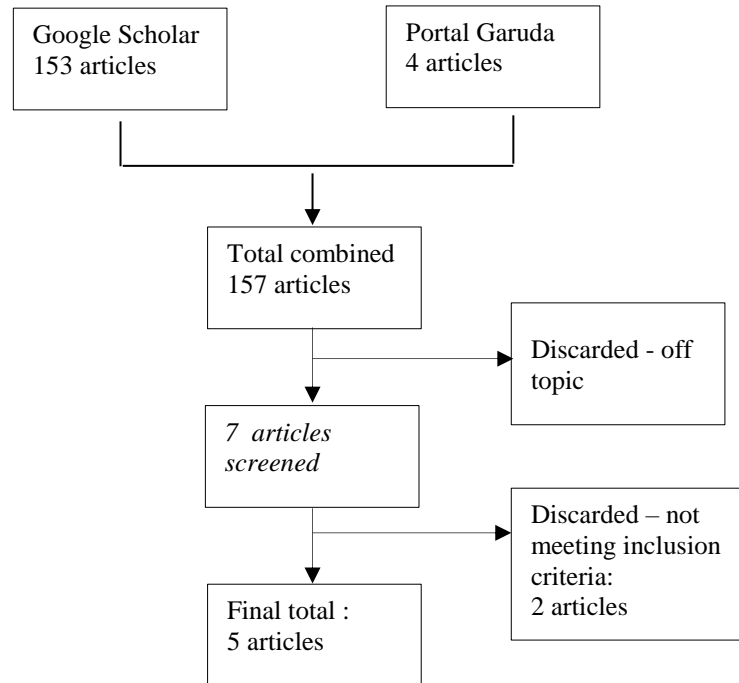 Google Scholar
153 articles
Portal Garuda
4 articles
Total combined
157 articles
Discarded - off
topic
7 articles
screened
Discarded – not
meeting inclusion
criteria:
2 articles
Final total :
5 articles